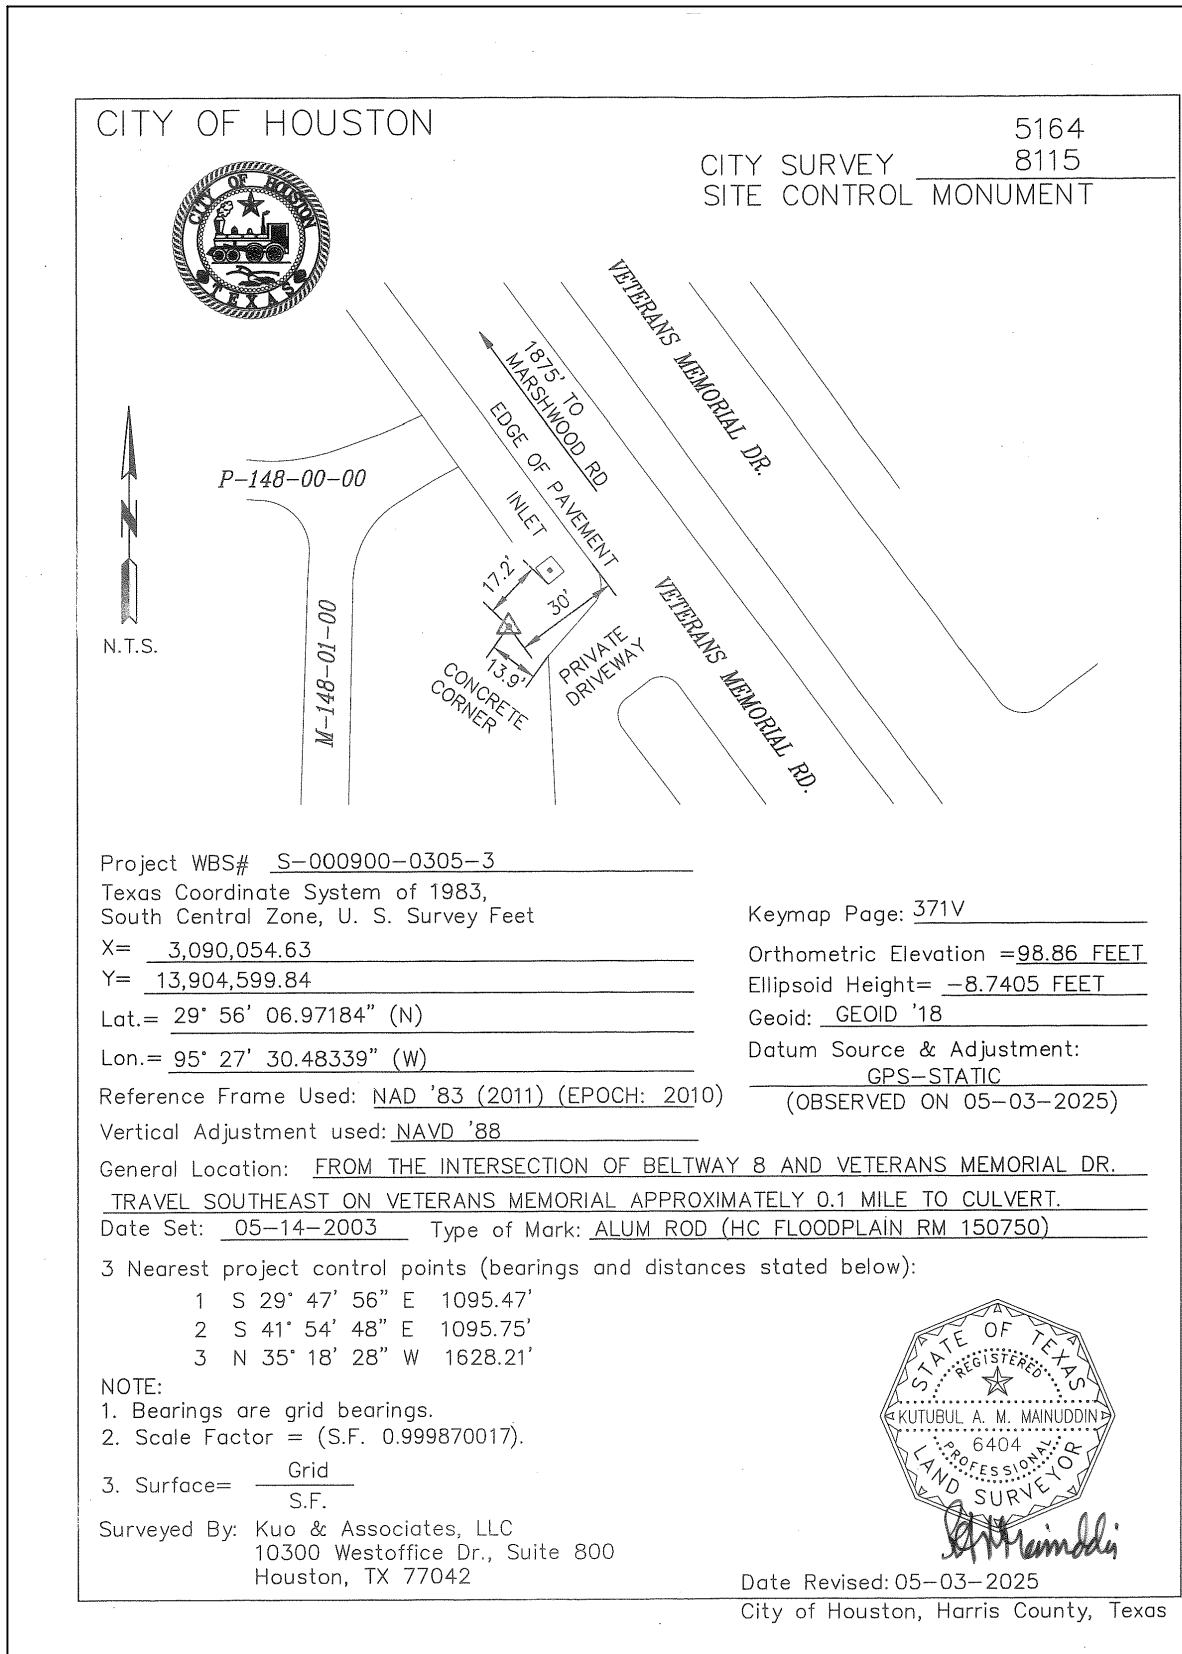 CITY OF HOUSTON
5164
CITY SURVEY 8115
SITE CONTROL MONUMENT
CITY OF HOUSTON
TEXAS
VETERANS MEMORIAL DR.
1875' TO
MARSHWOOD RD
EDGE OF PAVEMENT
INLET
P-148-00-00
N
N.T.S.
M-148-01-00
17.2'
30'
13.9'
CONCRETE
CORNER
PRIVATE
DRIVEWAY
VETERANS MEMORIAL RD.
Project WBS# S-000900-0305-3
Texas Coordinate System of 1983,
South Central Zone, U. S. Survey Feet
X= 3,090,054.63
Y= 13,904,599.84
Lat.= 29° 56' 06.97184" (N)
Lon.= 95° 27' 30.48339" (W)
Reference Frame Used: NAD '83 (2011) (EPOCH: 2010)
Vertical Adjustment used: NAVD '88
Keymap Page: 371V
Orthometric Elevation =98.86 FEET
Ellipsoid Height= -8.7405 FEET
Geoid: GEOID '18
Datum Source & Adjustment:
GPS-STATIC
(OBSERVED ON 05-03-2025)
General Location: FROM THE INTERSECTION OF BELTWAY 8 AND VETERANS MEMORIAL DR.
TRAVEL SOUTHEAST ON VETERANS MEMORIAL APPROXIMATELY 0.1 MILE TO CULVERT.
Date Set: 05-14-2003 Type of Mark: ALUM ROD (HC FLOODPLAIN RM 150750)
3 Nearest project control points (bearings and distances stated below):
1 S 29° 47' 56" E 1095.47'
2 S 41° 54' 48" E 1095.75'
3 N 35° 18' 28" W 1628.21'
NOTE:
1. Bearings are grid bearings.
2. Scale Factor = (S.F. 0.999870017).
3. Surface= Grid
S.F.
Surveyed By: Kuo & Associates, LLC
10300 Westoffice Dr., Suite 800
Houston, TX 77042
STATE OF TEXAS
REGISTERED
KUTUBUL A. M. MAINUDDIN
6404
PROFESSIONAL
LAND SURVEYOR
Date Revised: 05-03-2025
City of Houston, Harris County, Texas